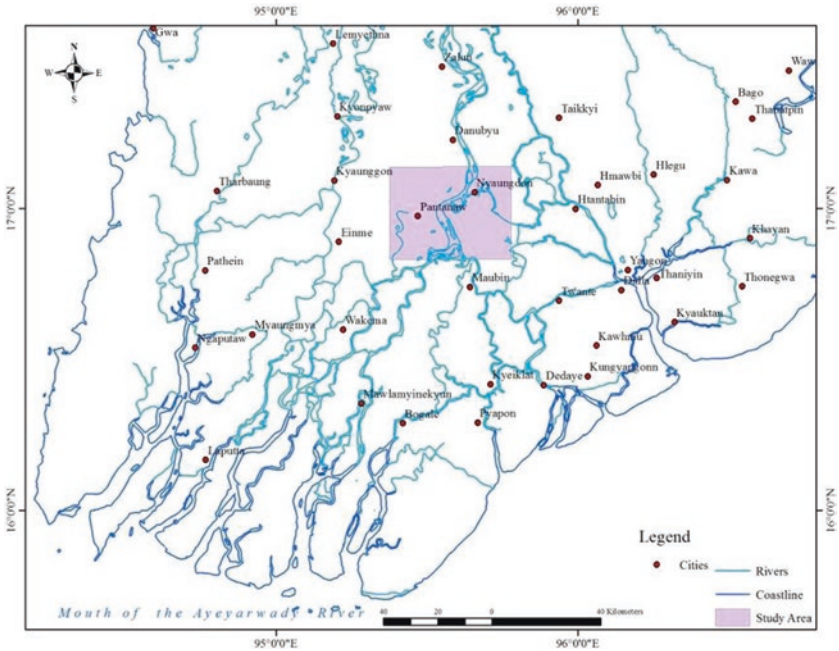 95°0'0"E 96°0'0"E
Gwa
Lemyethna
N
W E
S
Zalun
Way
Bago
Kyonpyaw
Taikkyi
Thanatpin
Danubyu
Hlegu
Kyaunggon
Hmawbi
Kawa
Tharbaung
Nyaungdon
Htantabin
17°0'0"N 17°0'0"N
Pantanaw
Einme
Khayan
Pathein
Yangon
Thaniyin
Maubin
Dalla
Thonegwa
Twante
Myaungmya
Wakema
Kyauktan
Ngaputaw
Kawhmu
Kyeiklat
Dedaye
Kungyangonn
Mawlamyinekyun
Bogale
Pyapon
Laputta
16°0'0"N 16°0'0"N
Legend
Cities
Rivers
Coastline
Study Area
Mouth of the Ayeyarwady River
40 20 0 40 Kilometers
95°0'0"E 96°0'0"E